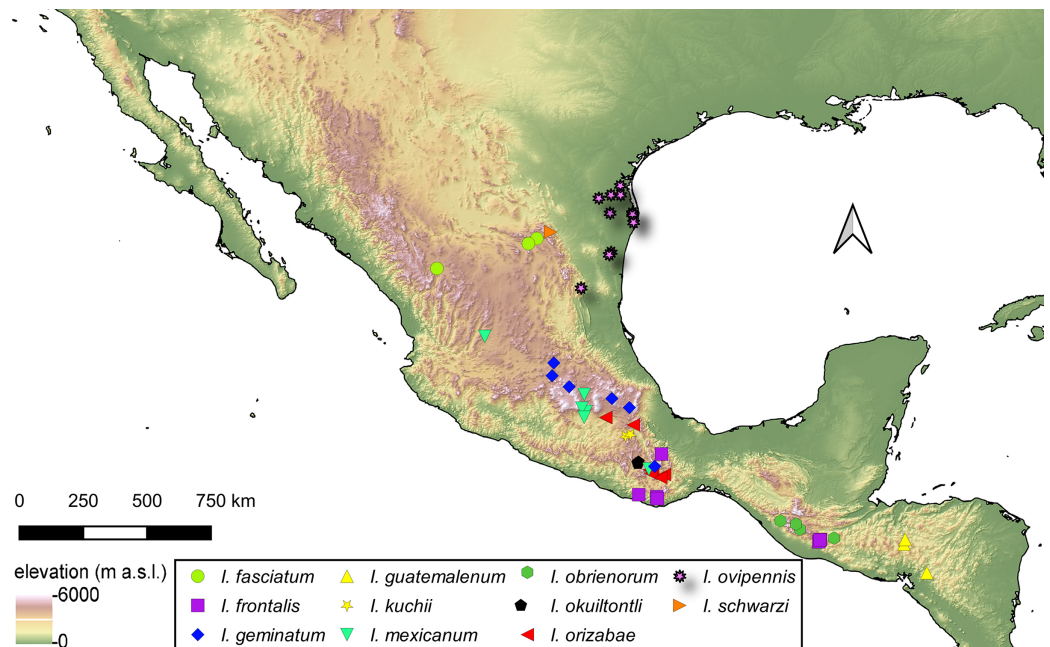 0 250 500 750 km
elevation (m a.s.l.)
-6000
-0
I. fasciatum I. guatemalenum I. obrienorum I. ovipennis
I. frontalis I. kuchii I. okuiltontli I. schwarzi
I. geminatum I. mexicanum I. orizabae